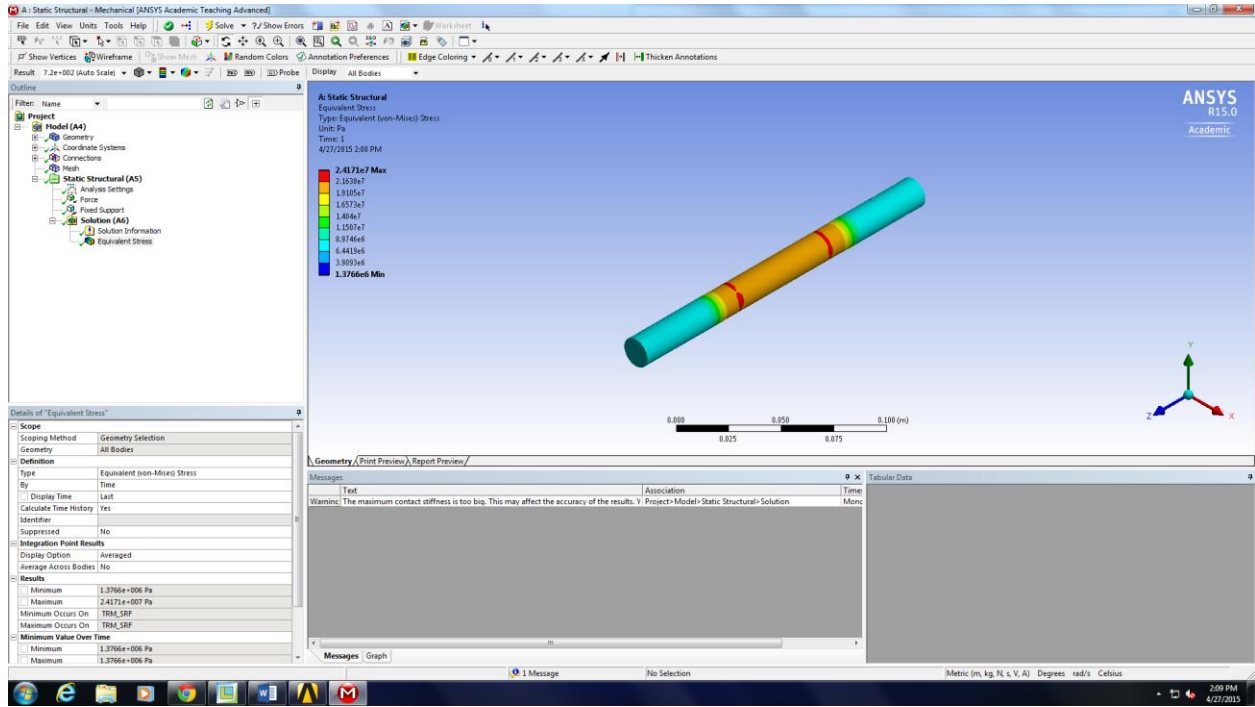 A : Static Structural - Mechanical [ANSYS Academic Teaching Advanced]
File Edit View Units Tools Help Solve ?/ Show Errors Worksheet
Show Vertices Wireframe Show Mesh Random Colors Annotation Preferences Edge Coloring Thicken Annotations
Result 7.2e+002 (Auto Scale) Probe Display All Bodies
Outline
Filter: Name
Project
Model (A4)
Geometry
Coordinate Systems
Connections
Mesh
Static Structural (A5)
Analysis Settings
Force
Fixed Support
Solution (A6)
Solution Information
Equivalent Stress
A: Static Structural
Equivalent Stress
Type: Equivalent (von-Mises) Stress
Unit: Pa
Time: 1
4/27/2015 2:08 PM
2.4171e7 Max
2.1638e7
1.9105e7
1.6573e7
1.404e7
1.1507e7
8.9746e6
6.4419e6
3.9093e6
1.3766e6 Min
ANSYS
R15.0
Academic
Y
Z
X
0.000 0.050 0.100 (m)
0.025 0.075
Geometry Print Preview Report Preview
Details of "Equivalent Stress"
Scope
Scoping Method Geometry Selection
Geometry All Bodies
Definition
Type Equivalent (von-Mises) Stress
By Time
Display Time Last
Calculate Time History Yes
Identifier
Suppressed No
Integration Point Results
Display Option Averaged
Average Across Bodies No
Results
Minimum 1.3766e+006 Pa
Maximum 2.4171e+007 Pa
Minimum Occurs On TRM_SRF
Maximum Occurs On TRM_SRF
Minimum Value Over Time
Minimum 1.3766e+006 Pa
Maximum 1.3766e+006 Pa
Messages
Text Association Time
Warning The maximum contact stiffness is too big. This may affect the accuracy of the results. Y Project>Model>Static Structural>Solution Mond
Messages Graph
Tabular Data
1 Message No Selection Metric (m, kg, N, s, V, A) Degrees rad/s Celsius
2:09 PM
4/27/2015